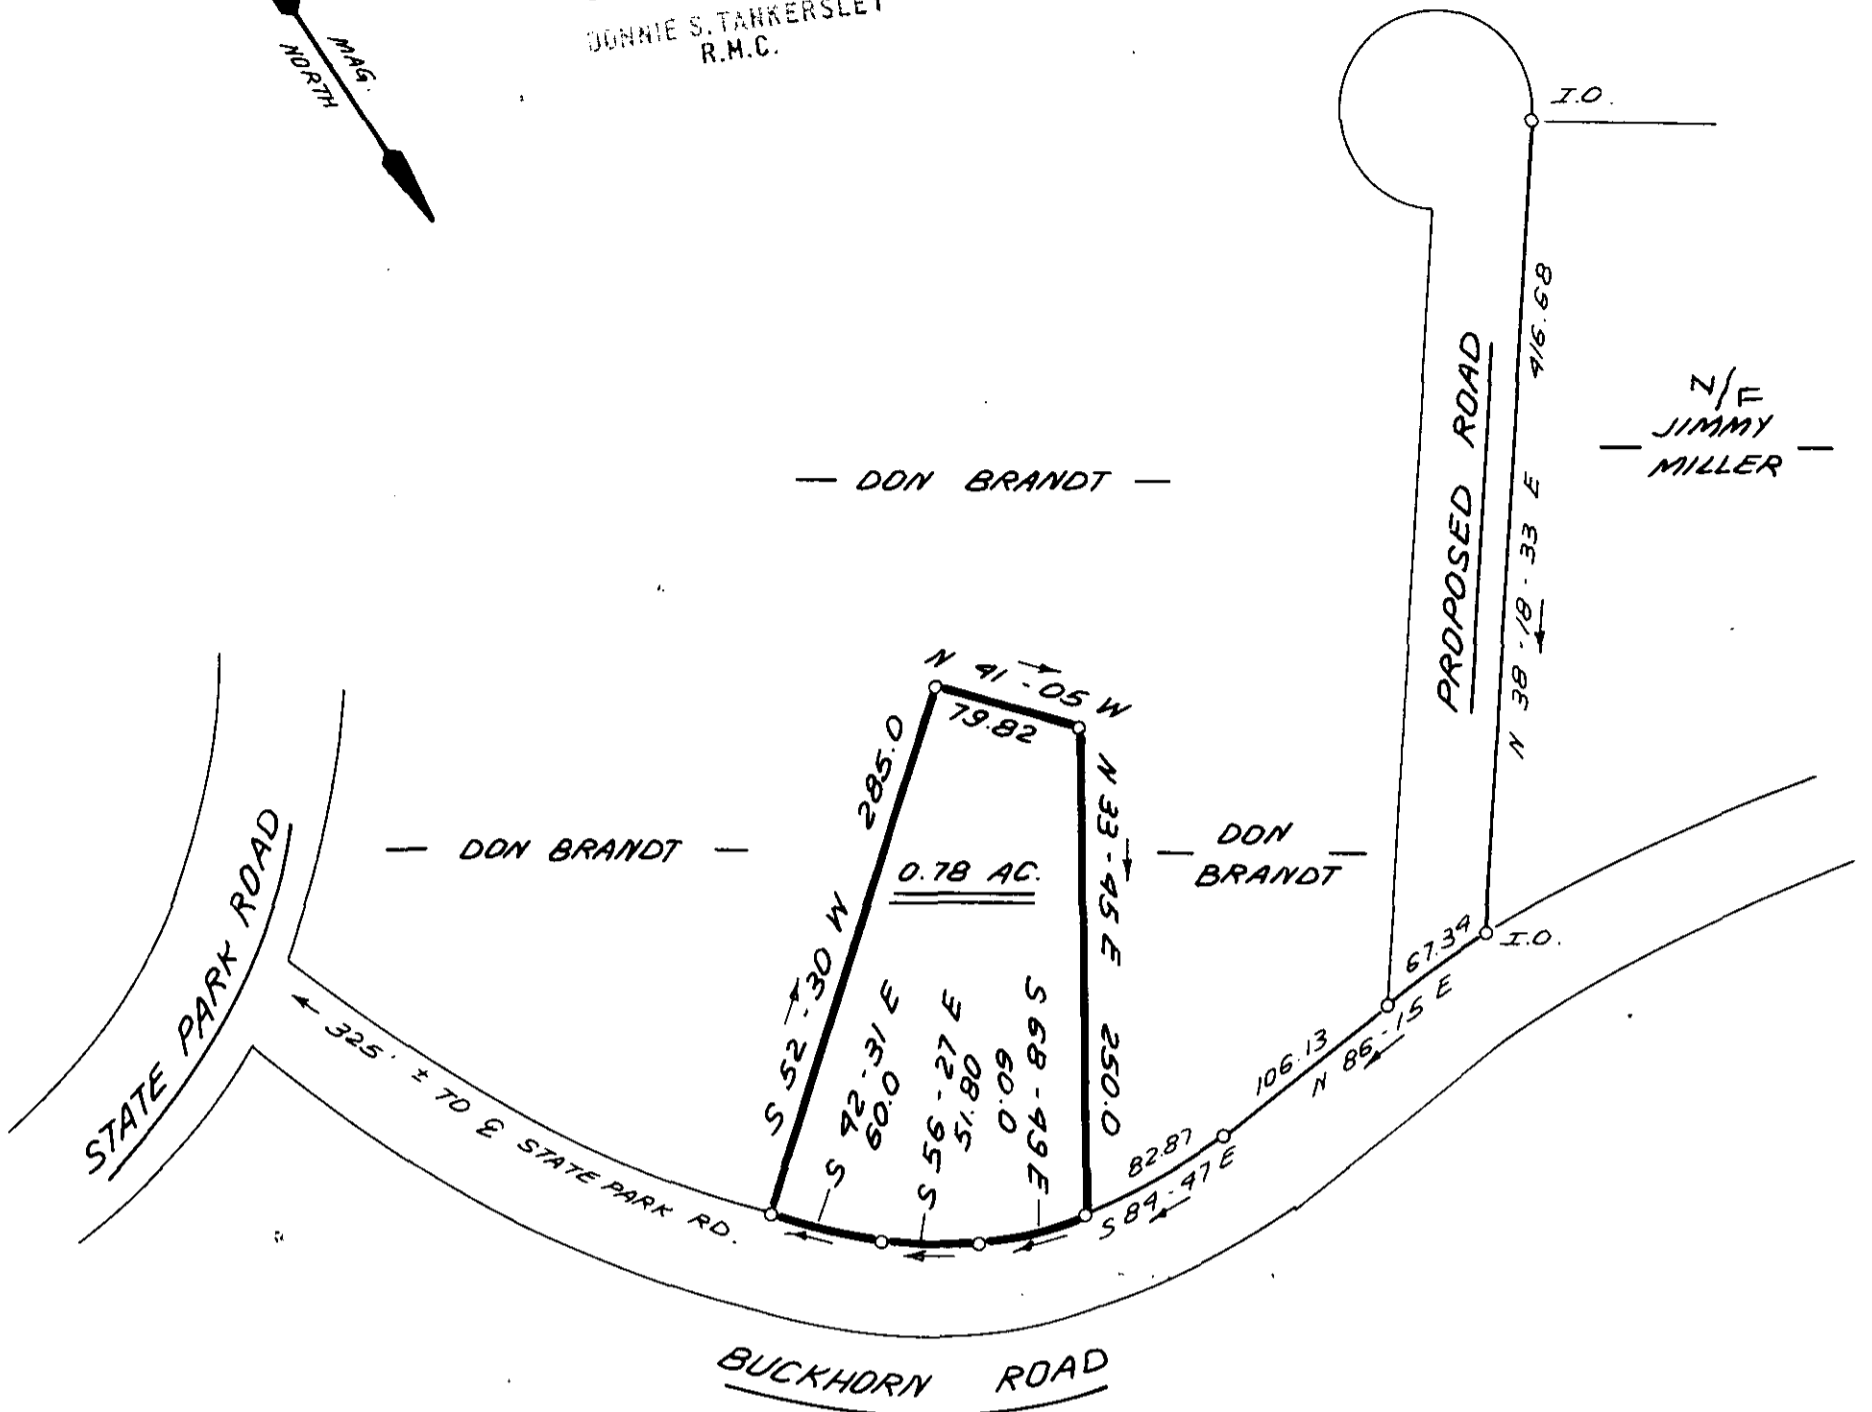 MAG.
NORTH
DONNIE S. TANKERSLEY
R.M.C.
I.O.
416.68
N 38-18-33 E
PROPOSED ROAD
N/F
JIMMY
MILLER
— DON BRANDT —
N 41-05 W
79.82
285.0
S 52-30 W
N 33-45 E 250.0
0.78 AC.
— DON BRANDT —
— DON
BRANDT —
STATE PARK ROAD
325' ± TO ℄ STATE PARK RD.
S 42-31 E
60.0
S 56-27 E
51.80
60.0
S 68-49 E
67.34
I.O.
106.13
N 86-15 E
82.87
S 84-47 E
BUCKHORN ROAD